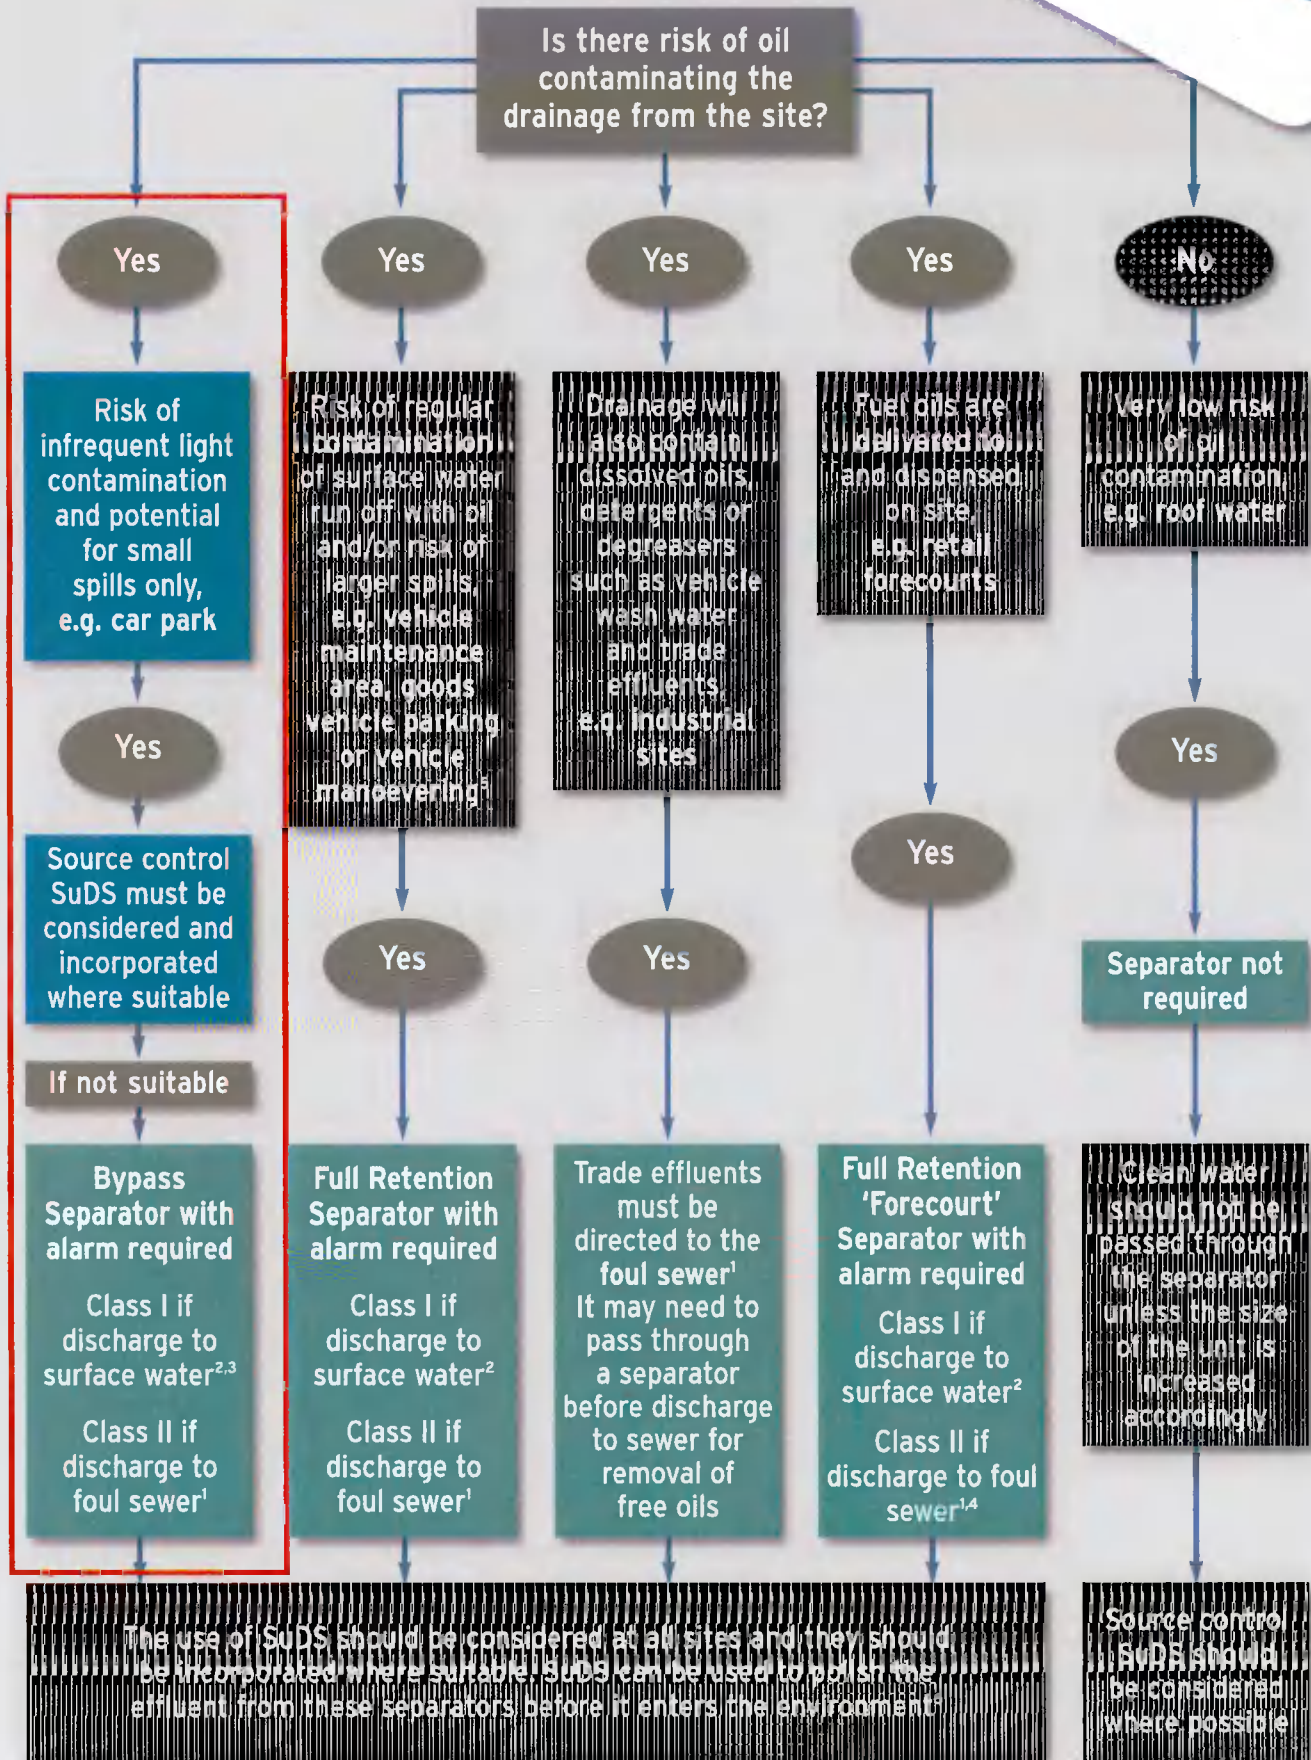 Is there risk of oil
contaminating the
drainage from the site?
Yes
Yes
Yes
Yes
No
Risk of
infrequent light
contamination
and potential
for small
spills only,
e.g. car park
Yes
Source control
SuDS must be
considered and
incorporated
where suitable
If not suitable
Bypass
Separator with
alarm required
Class I if
discharge to
surface water²,³
Class II if
discharge to
foul sewer¹
Risk of regular
contamination
of surface water
run off with oil
and/or risk of
larger spills,
e.g. vehicle
maintenance
area, goods
vehicle parking
or vehicle
manoevering⁵
Yes
Full Retention
Separator with
alarm required
Class I if
discharge to
surface water²
Class II if
discharge to
foul sewer¹
Drainage will
also contain
dissolved oils,
detergents or
degreasers
such as vehicle
wash water
and trade
effluents,
e.g. industrial
sites
Yes
Trade effluents
must be
directed to the
foul sewer¹
It may need to
pass through
a separator
before discharge
to sewer for
removal of
free oils
Fuel oils are
delivered to
and dispensed
on site,
e.g. retail
forecourts
Yes
Full Retention
'Forecourt'
Separator with
alarm required
Class I if
discharge to
surface water²
Class II if
discharge to foul
sewer¹,⁴
Very low risk
of oil
contamination,
e.g. roof water
Yes
Separator not
required
Clean water
should not be
passed through
the separator
unless the size
of the unit is
increased
accordingly
The use of SuDS should be considered at all sites and they should
be incorporated where suitable. SuDS can be used to polish the
effluent from these separators before it enters the environment
Source control
SuDS should
be considered
where possible